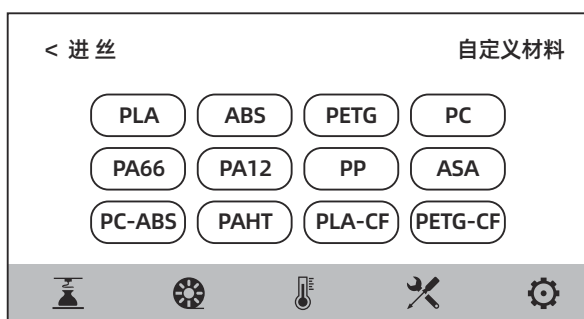 < 进 丝 自定义材料
PLA ABS PETG PC
PA66 PA12 PP ASA
PC-ABS PAHT PLA-CF PETG-CF